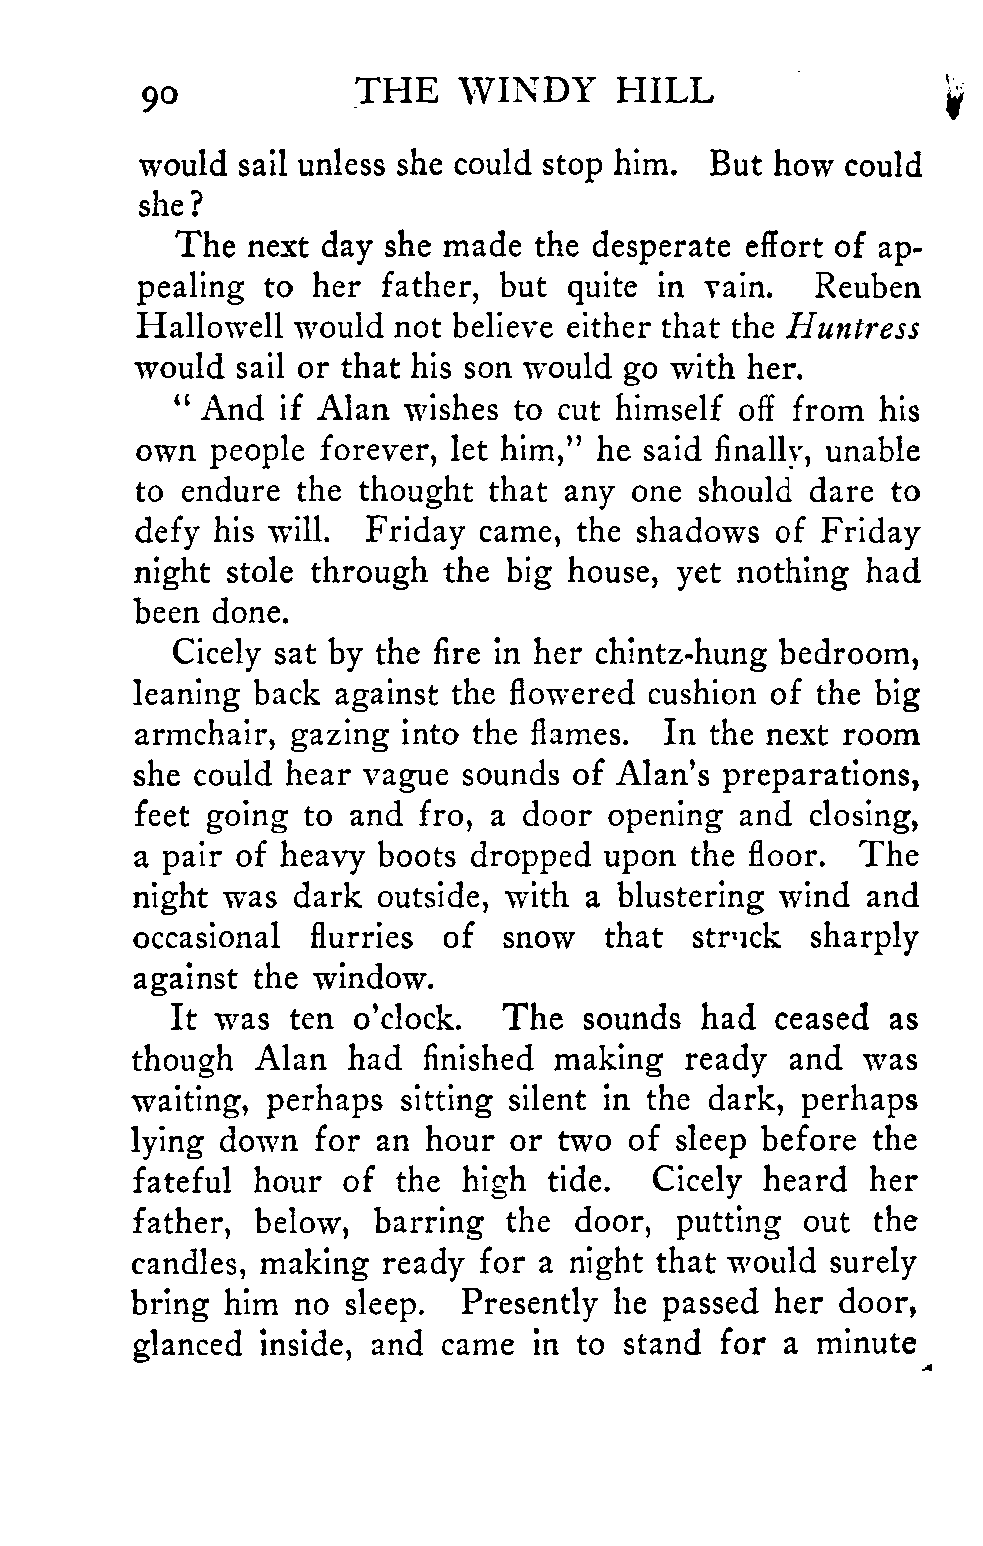 90 THE WINDY HILL
would sail unless she could stop him. But how could
she?
The next day she made the desperate effort of ap-
pealing to her father, but quite in vain. Reuben
Hallowell would not believe either that the Huntress
would sail or that his son would go with her.
“ And if Alan wishes to cut himself off from his
own people forever, let him,” he said finally, unable
to endure the thought that any one should dare to
defy his will. Friday came, the shadows of Friday
night stole through the big house, yet nothing had
been done.
Cicely sat by the fire in her chintz-hung bedroom,
leaning back against the flowered cushion of the big
armchair, gazing into the flames. In the next room
she could hear vague sounds of Alan’s preparations,
feet going to and fro, a door opening and closing,
a pair of heavy boots dropped upon the floor. The
night was dark outside, with a blustering wind and
occasional flurries of snow that struck sharply
against the window.
It was ten o’clock. The sounds had ceased as
though Alan had finished making ready and was
waiting, perhaps sitting silent in the dark, perhaps
lying down for an hour or two of sleep before the
fateful hour of the high tide. Cicely heard her
father, below, barring the door, putting out the
candles, making ready for a night that would surely
bring him no sleep. Presently he passed her door,
glanced inside, and came in to stand for a minute